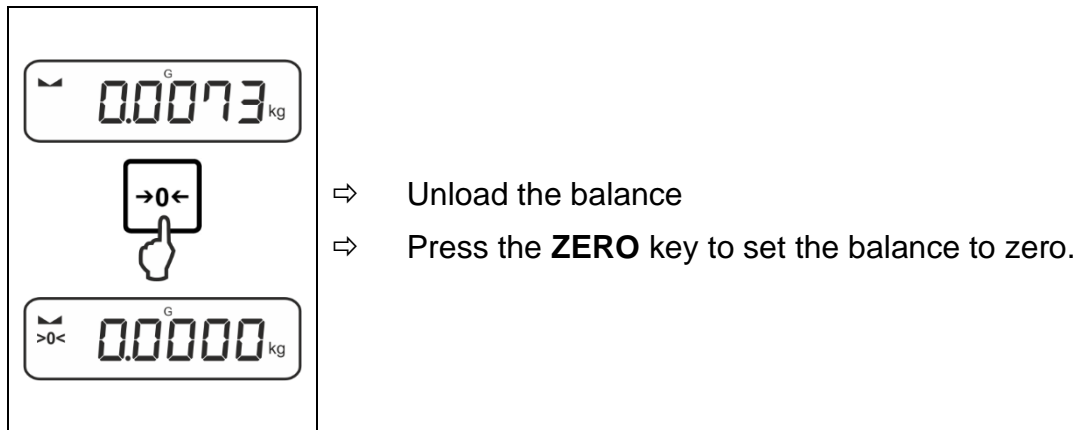 G
0.0073 kg
→0←
⇨ Unload the balance
⇨ Press the ZERO key to set the balance to zero.
G
>0< 0.0000 kg